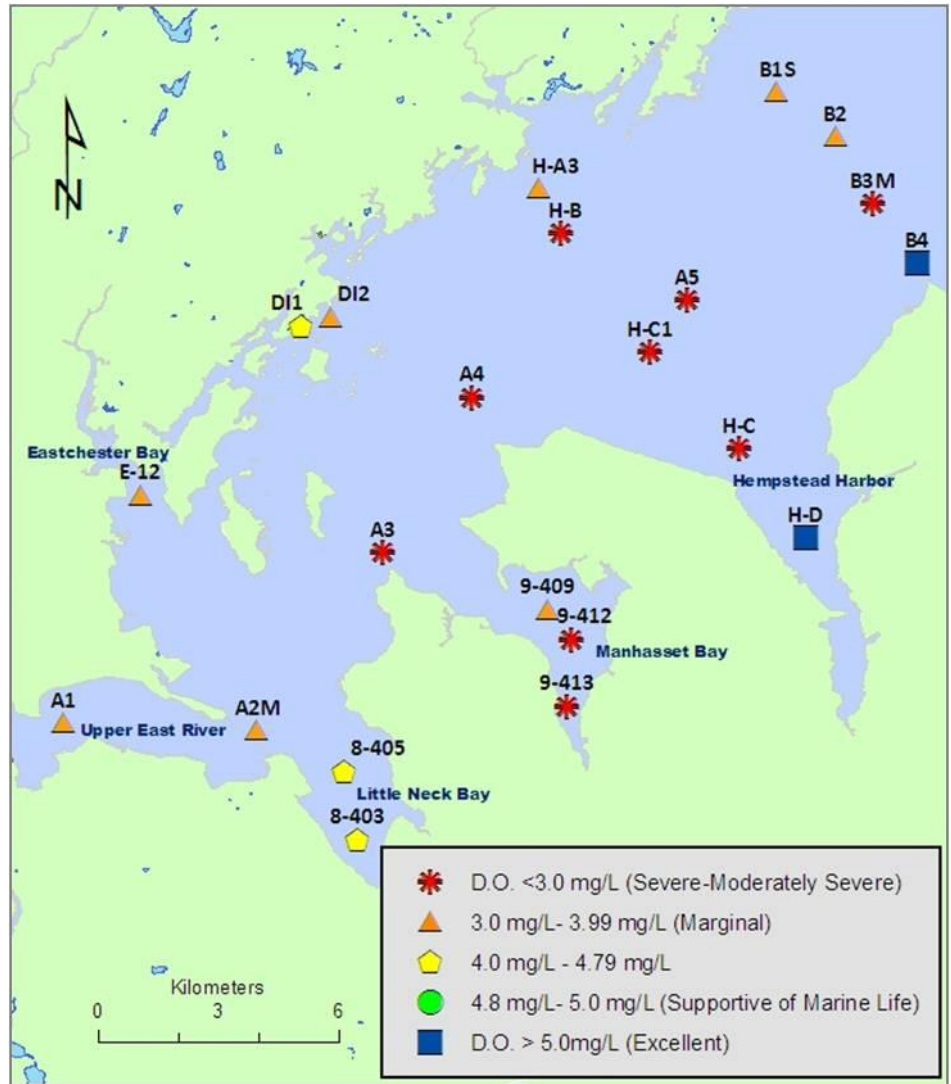 B1S
B2
N
H-A3
B3M
H-B
B4
A5
DI1 DI2
H-C1
A4
H-C
Eastchester Bay
E-12
Hempstead Harbor
H-D
A3
9-409
9-412
Manhasset Bay
9-413
A1
A2M
Upper East River
8-405
Little Neck Bay
8-403
D.O. <3.0 mg/L (Severe-Moderately Severe)
3.0 mg/L- 3.99 mg/L (Marginal)
4.0 mg/L - 4.79 mg/L
4.8 mg/L- 5.0 mg/L (Supportive of Marine Life)
D.O. > 5.0mg/L (Excellent)
Kilometers
0 3 6